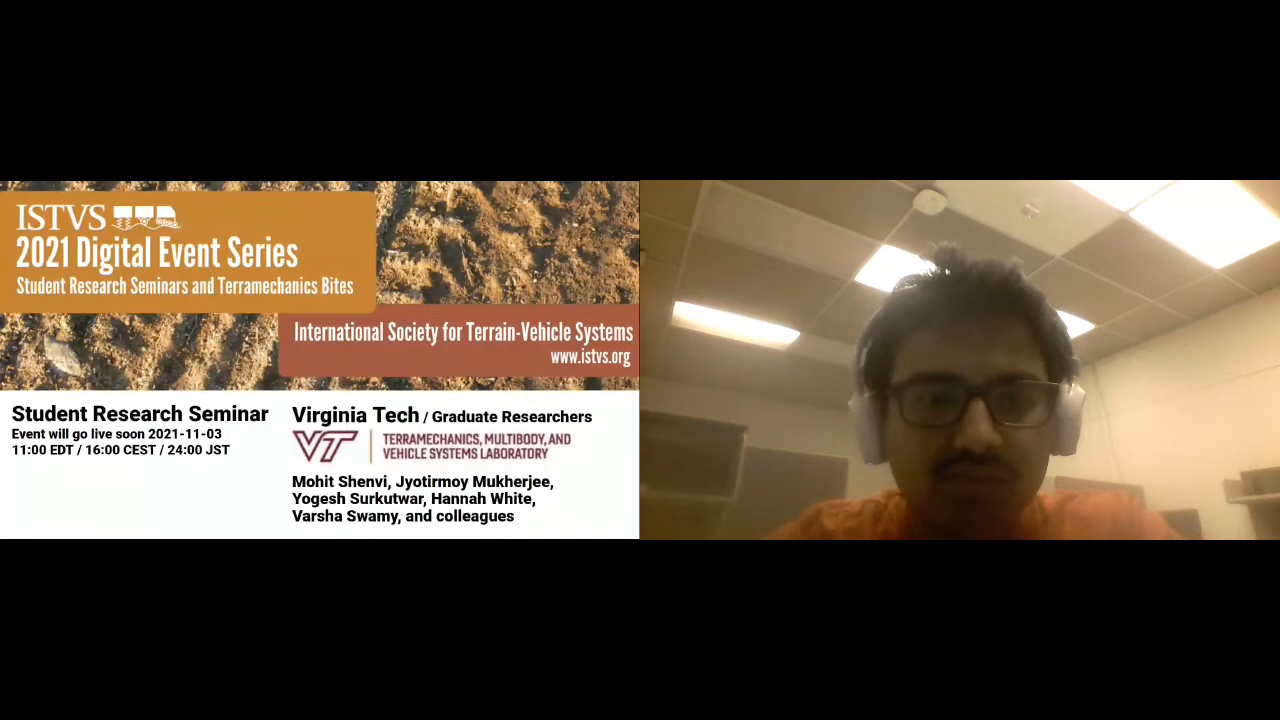 ISTVS
2021 Digital Event Series
Student Research Seminars and Terramechanics Bites
International Society for Terrain-Vehicle Systems
www.istvs.org
Student Research Seminar
Event will go live soon 2021-11-03
11:00 EDT / 16:00 CEST / 24:00 JST
Virginia Tech / Graduate Researchers
VT
TERRAMECHANICS, MULTIBODY, AND
VEHICLE SYSTEMS LABORATORY
Mohit Shenvi, Jyotirmoy Mukherjee,
Yogesh Surkutwar, Hannah White,
Varsha Swamy, and colleagues